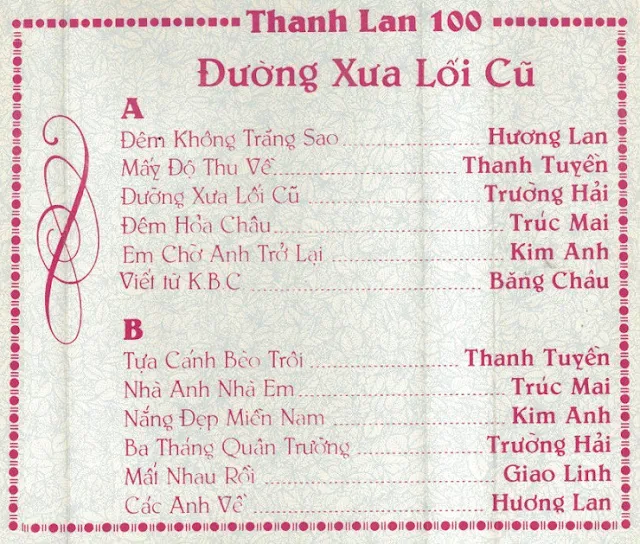 Thanh Lan 100
Đường Xưa Lối Cũ
A
Đêm Không Trăng Sao Hương Lan
Mấy Độ Thu Về Thanh Tuyền
Đường Xưa Lối Cũ Trường Hải
Đêm Hỏa Châu Trúc Mai
Em Chờ Anh Trở Lại Kim Anh
Viết từ K.B.C Băng Châu
B
Tựa Cánh Bèo Trôi Thanh Tuyền
Nhà Anh Nhà Em Trúc Mai
Nắng Đẹp Miền Nam Kim Anh
Ba Tháng Quân Trường Trường Hải
Mất Nhau Rồi Giao Linh
Các Anh Về Hương Lan